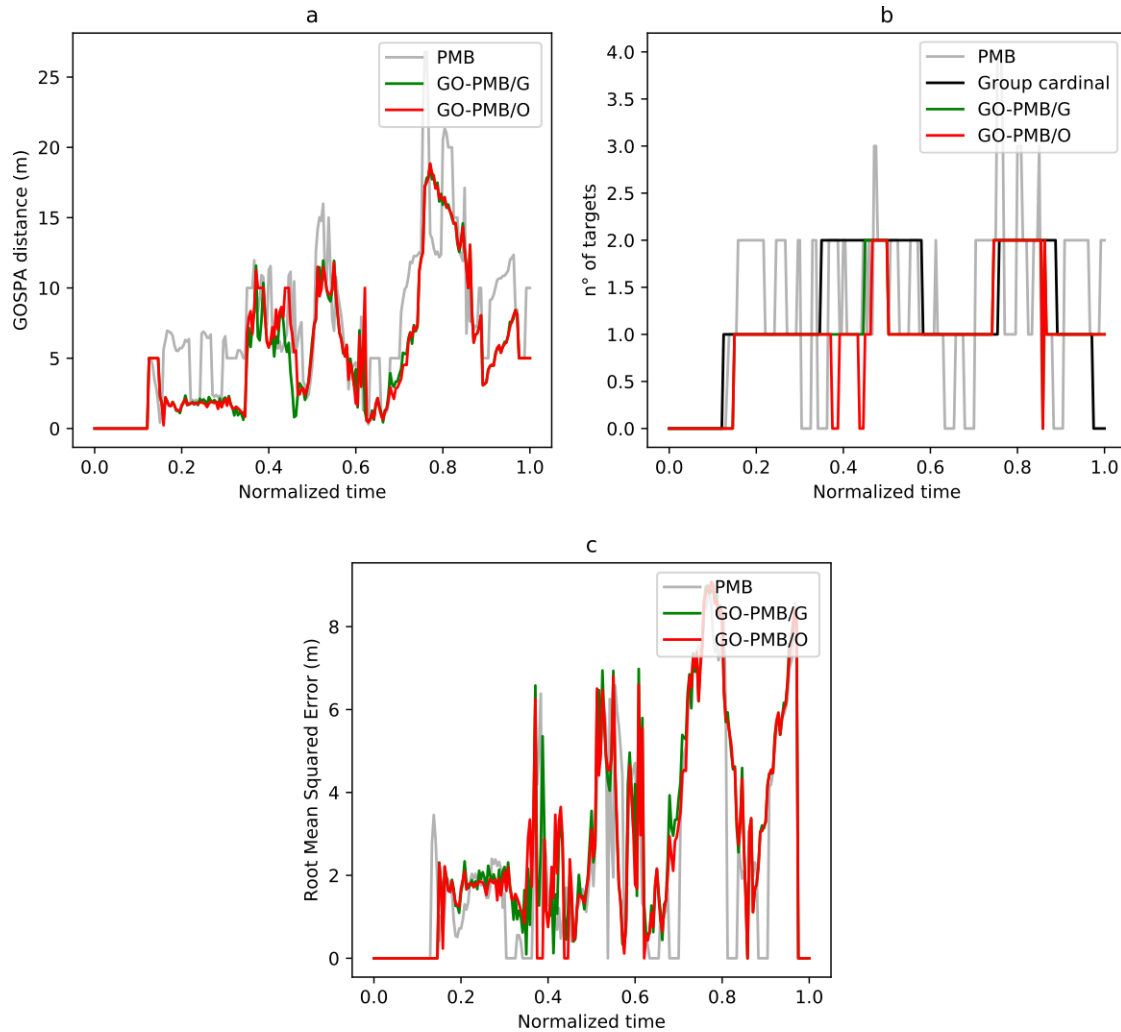 a
PMB
GO-PMB/G
GO-PMB/O
GOSPA distance (m)
25
20
15
10
5
0
0.0 0.2 0.4 0.6 0.8 1.0
Normalized time
b
PMB
Group cardinal
GO-PMB/G
GO-PMB/O
n° of targets
4.0
3.5
3.0
2.5
2.0
1.5
1.0
0.5
0.0
0.0 0.2 0.4 0.6 0.8 1.0
Normalized time
c
PMB
GO-PMB/G
GO-PMB/O
Root Mean Squared Error (m)
8
6
4
2
0
0.0 0.2 0.4 0.6 0.8 1.0
Normalized time